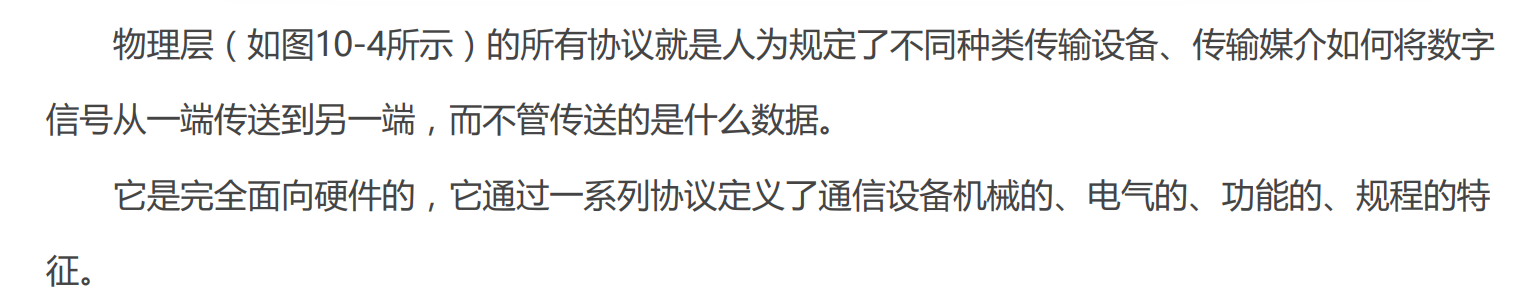 物理层（如图10-4所示）的所有协议就是人为规定了不同种类传输设备、传输媒介如何将数字
信号从一端传送到另一端，而不管传送的是什么数据。
它是完全面向硬件的，它通过一系列协议定义了通信设备机械的、电气的、功能的、规程的特
征。